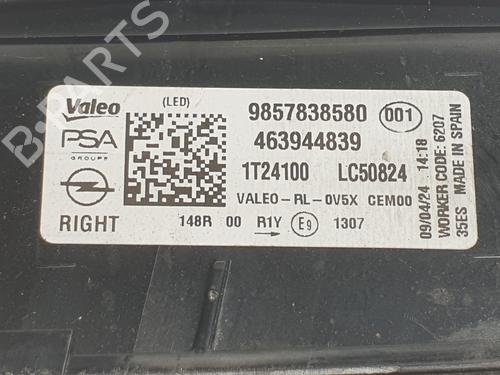 B-PARTS
Valeo
(LED)
9857838580 001
PSA
GROUPE
463944839
1T24100 LC50824
VALEO-RL-0V5X CEM00
RIGHT
148R 00 R1Y E9 1307
09/04/24 14:18
WORKER CODE: 6207
35ES MADE IN SPAIN